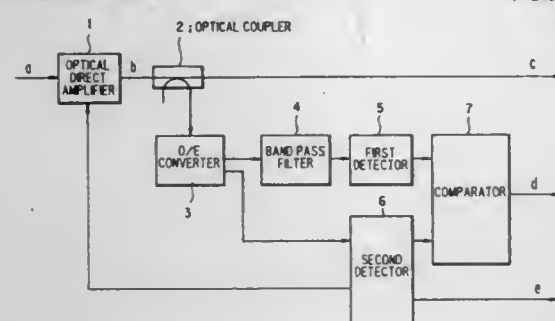 1
2 ; OPTICAL COUPLER
a
OPTICAL
DIRECT
AMPLIFIER
b
c
4
5
7
O/E
CONVERTER
3
BAND PASS
FILTER
FIRST
DETECTOR
COMPARATOR
d
6
SECOND
DETECTOR
e